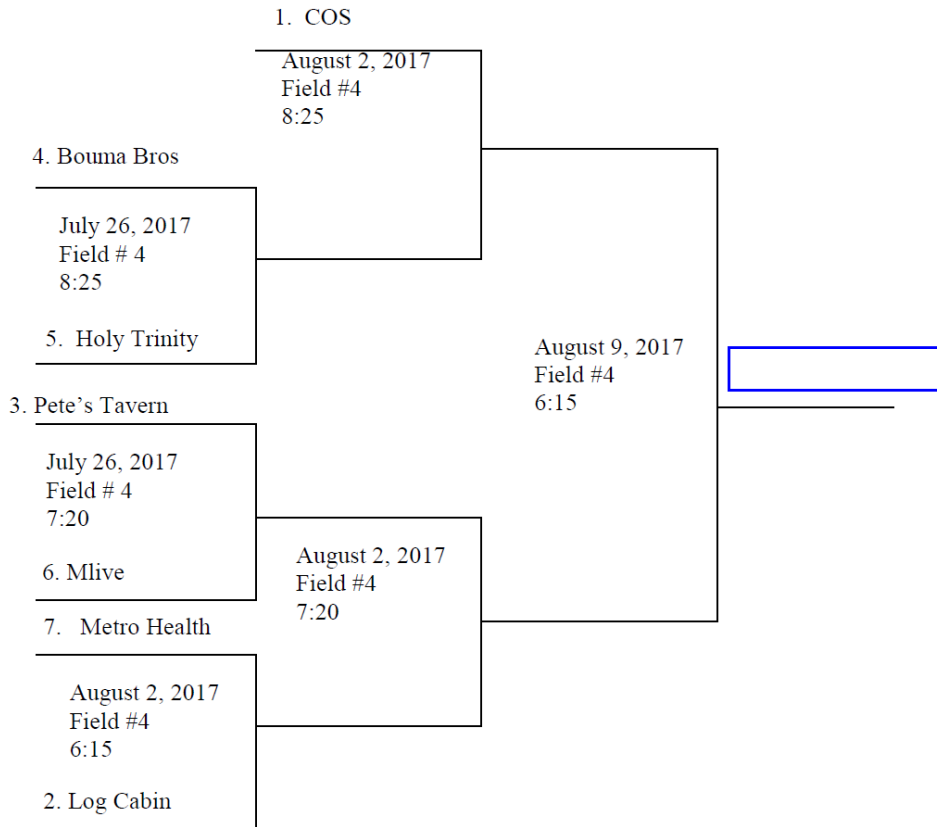 1. COS
August 2, 2017
Field #4
8:25
4. Bouma Bros
July 26, 2017
Field # 4
8:25
5. Holy Trinity
August 9, 2017
Field #4
6:15
3. Pete’s Tavern
July 26, 2017
Field # 4
7:20
6. Mlive
August 2, 2017
Field #4
7:20
7. Metro Health
August 2, 2017
Field #4
6:15
2. Log Cabin